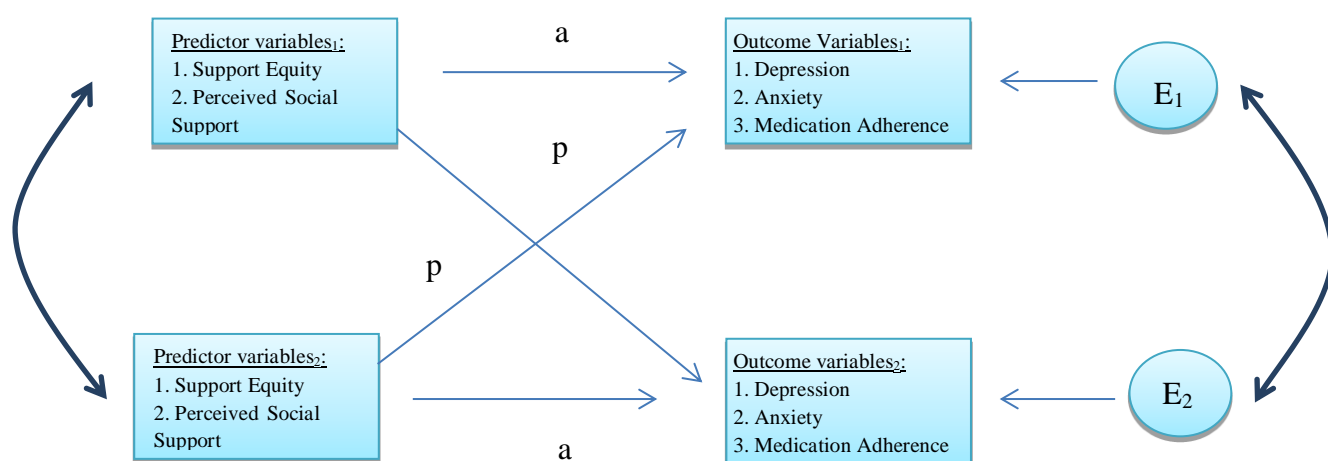 a
Predictor variables₁:
1. Support Equity
2. Perceived Social
Support
Outcome Variables₁:
1. Depression
2. Anxiety
3. Medication Adherence
E₁
p
p
Predictor variables₂:
1. Support Equity
2. Perceived Social
Support
Outcome variables₂:
1. Depression
2. Anxiety
3. Medication Adherence
E₂
a